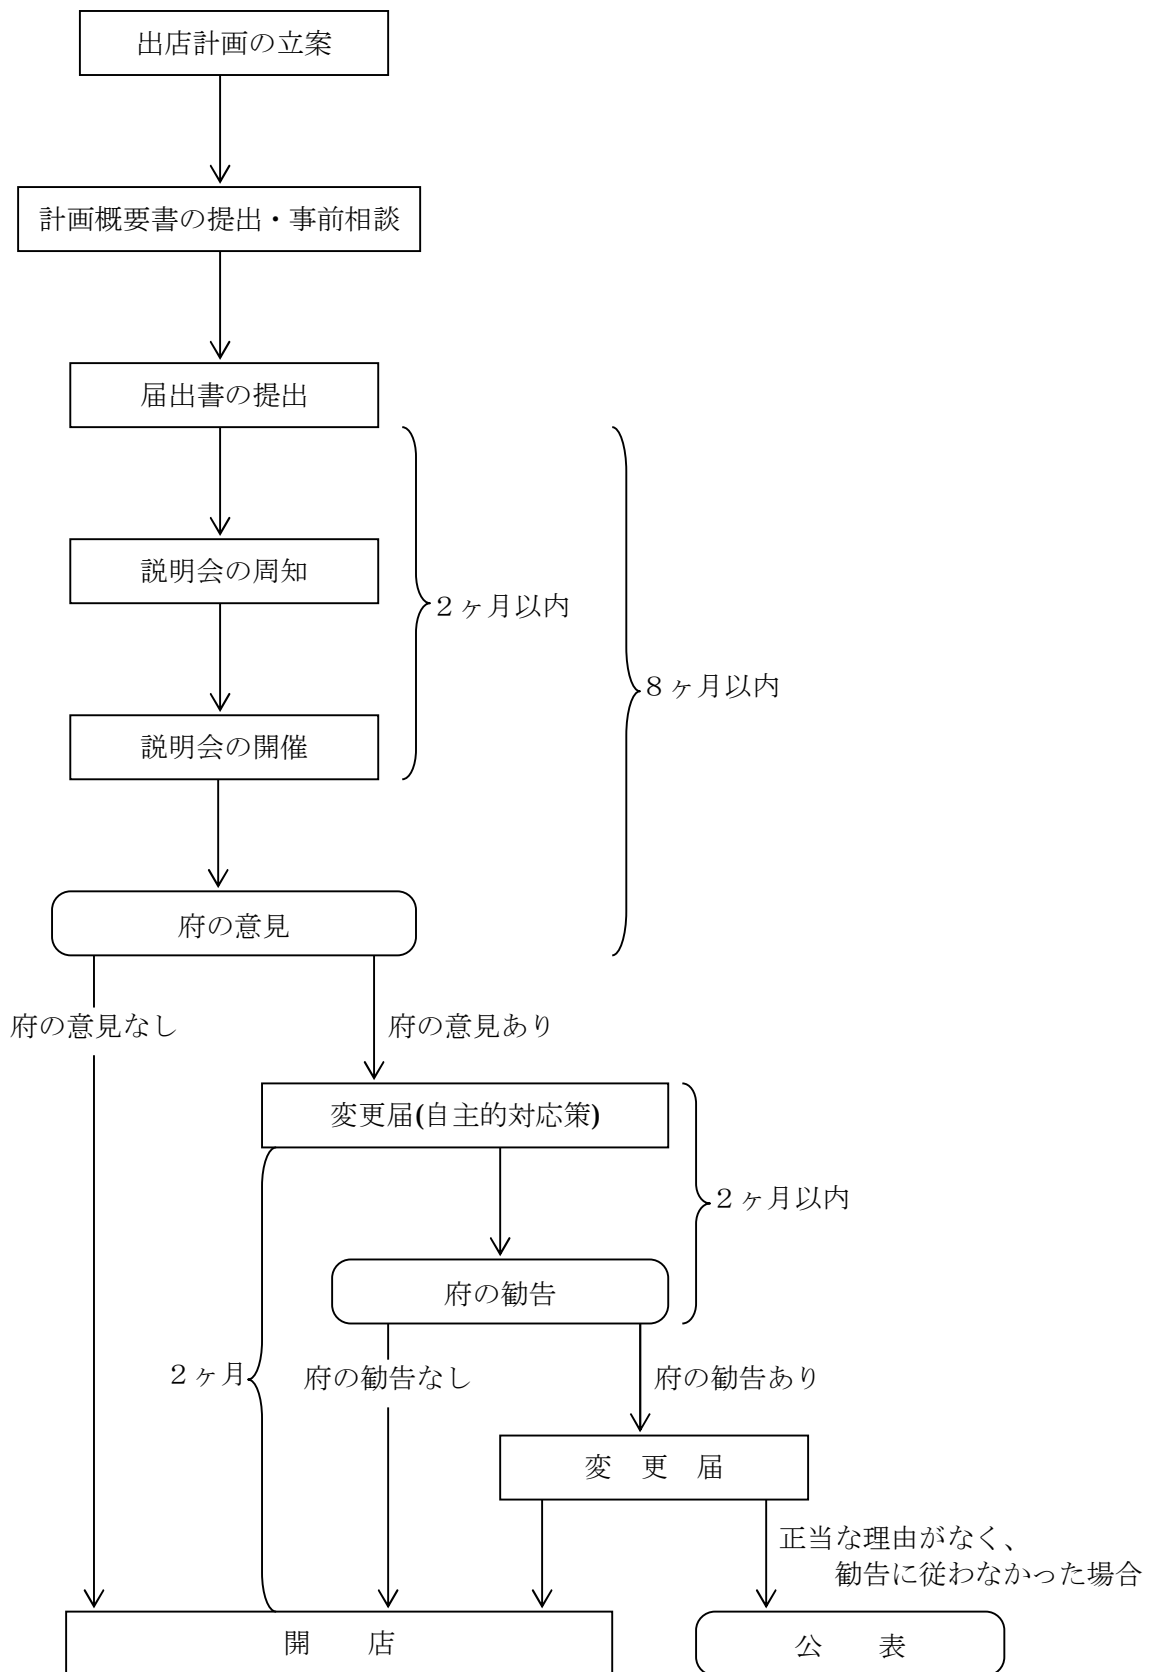 出店計画の立案
計画概要書の提出・事前相談
届出書の提出
説明会の周知
２ヶ月以内
８ヶ月以内
説明会の開催
府の意見
府の意見なし
府の意見あり
変更届(自主的対応策)
２ヶ月以内
府の勧告
２ヶ月
府の勧告なし
府の勧告あり
変　更　届
正当な理由がなく、
勧告に従わなかった場合
開　　店
公　　表